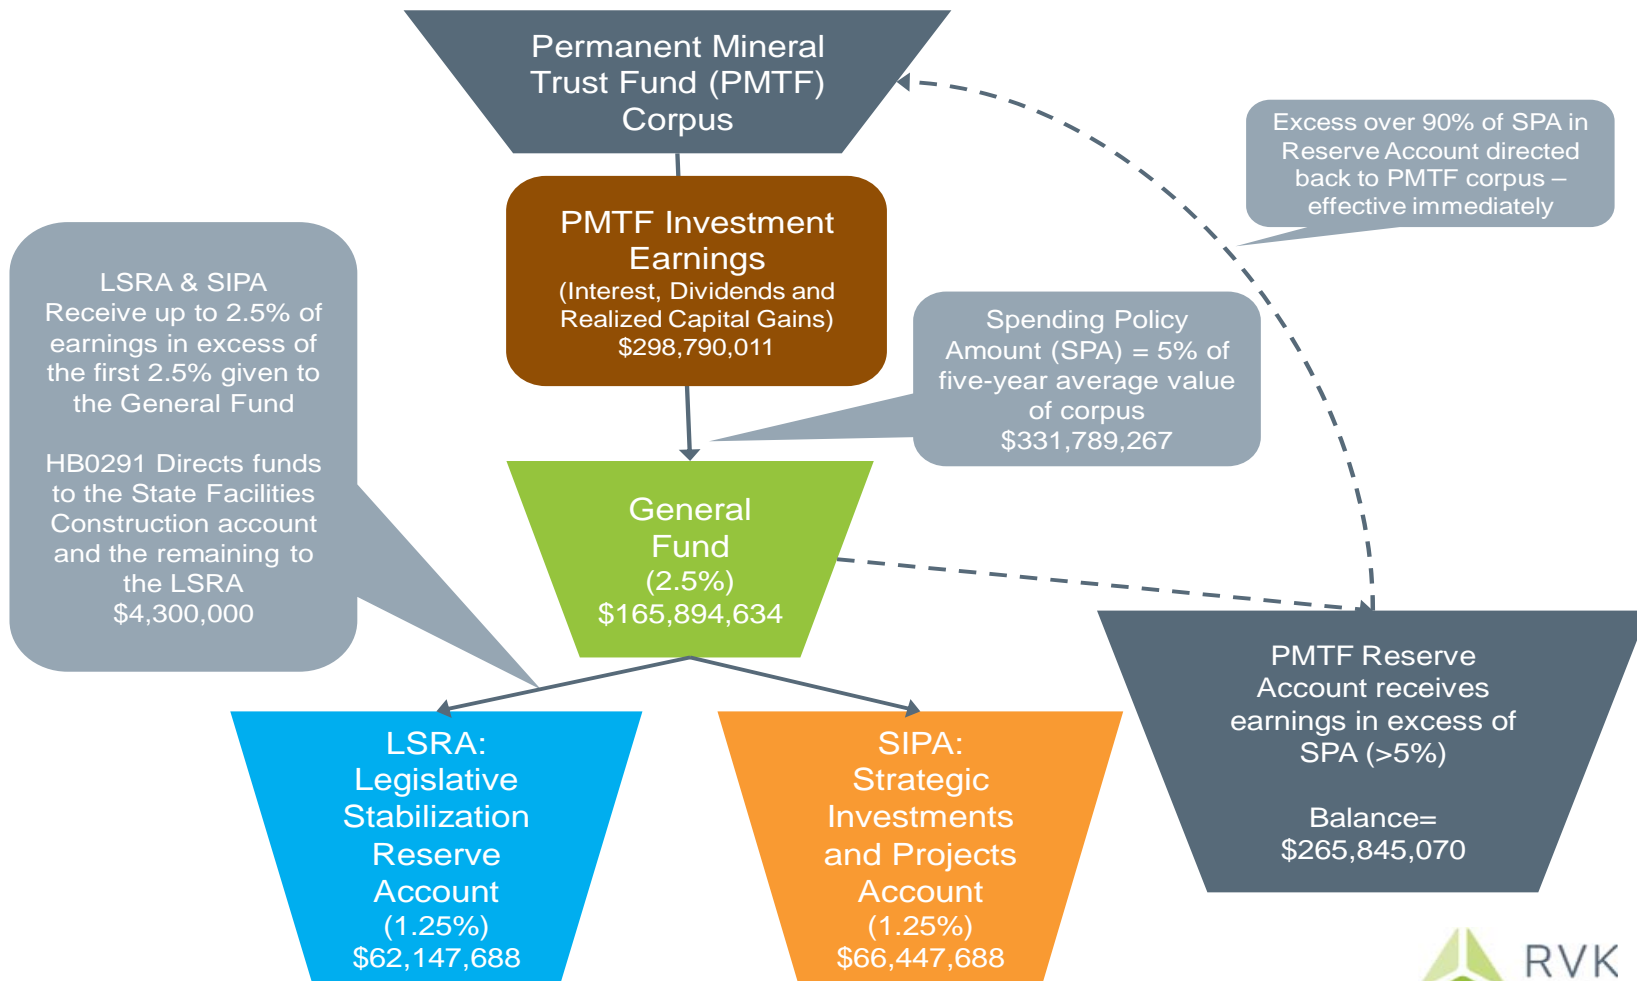 Permanent Mineral
Trust Fund (PMTF)
Corpus
Excess over 90% of SPA in
Reserve Account directed
back to PMTF corpus –
effective immediately
PMTF Investment
Earnings
(Interest, Dividends and
Realized Capital Gains)
$298,790,011
LSRA & SIPA
Receive up to 2.5% of
earnings in excess of
the first 2.5% given to
the General Fund
HB0291 Directs funds
to the State Facilities
Construction account
and the remaining to
the LSRA
$4,300,000
Spending Policy
Amount (SPA) = 5% of
five-year average value
of corpus
$331,789,267
General
Fund
(2.5%)
$165,894,634
PMTF Reserve
Account receives
earnings in excess of
SPA (>5%)
Balance=
$265,845,070
LSRA:
Legislative
Stabilization
Reserve
Account
(1.25%)
$62,147,688
SIPA:
Strategic
Investments
and Projects
Account
(1.25%)
$66,447,688
RVK